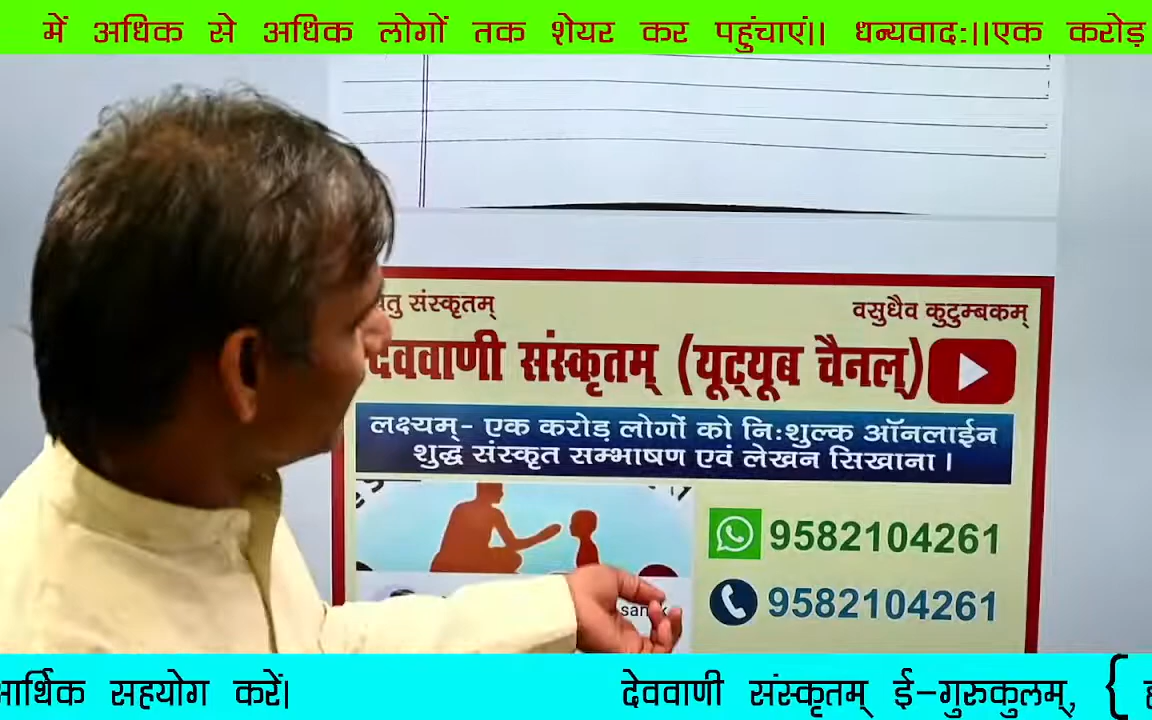 में अधिक से अधिक लोगों तक शेयर कर पहुंचाएं॥ धन्यवादः॥एक करोड़
संस्कृतम्
वसुधैव कुटुम्बकम्
देववाणी संस्कृतम् (यूट्यूब चैनल)
लक्ष्यम्- एक करोड़ लोगों को निःशुल्क ऑनलाईन
शुद्ध संस्कृत सम्भाषण एवं लेखन सिखाना ।
9582104261
9582104261
आर्थिक सहयोग करें। देववाणी संस्कृतम् ई-गुरुकुलम्, {